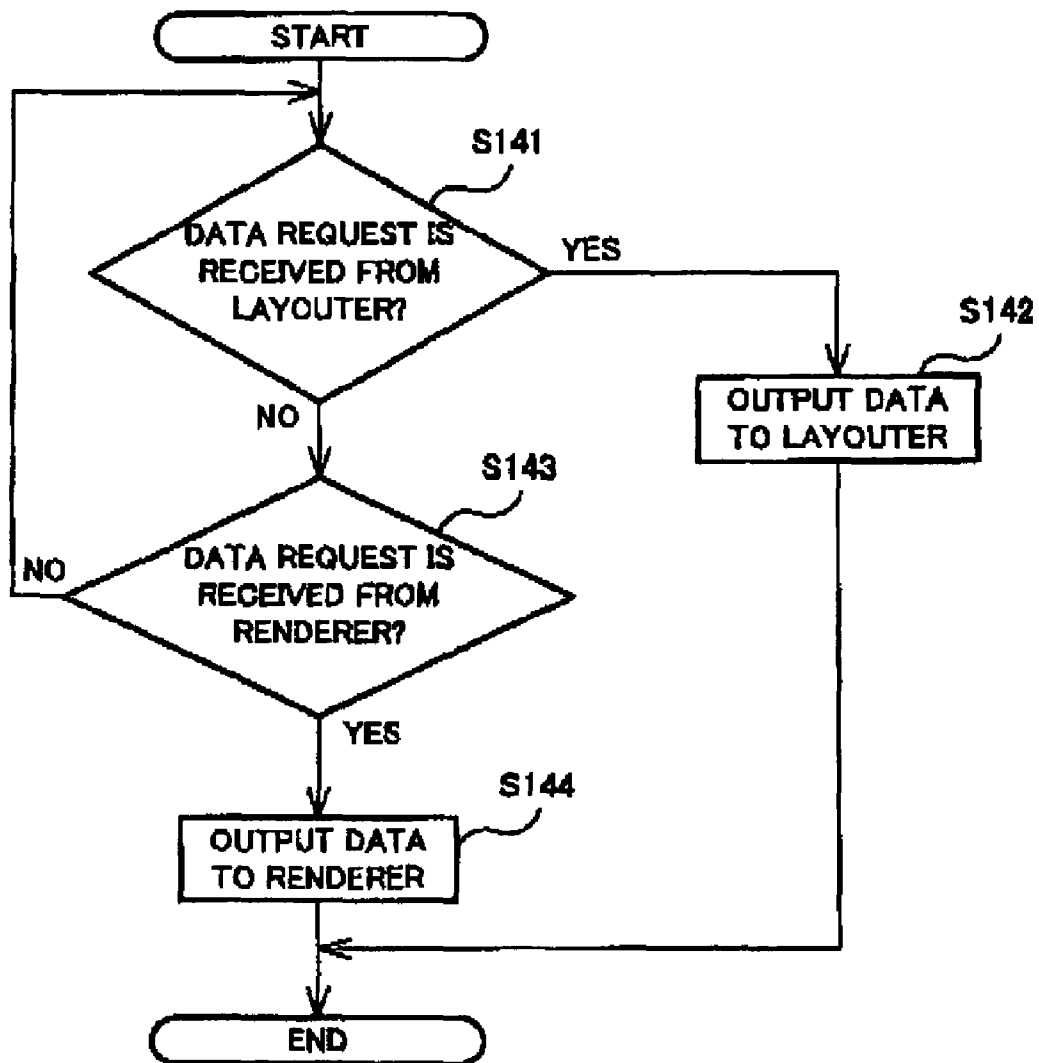 START
S141
DATA REQUEST IS
RECEIVED FROM
LAYOUTER?
YES
S142
OUTPUT DATA
TO LAYOUTER
NO
S143
DATA REQUEST IS
RECEIVED FROM
RENDERER?
NO
YES
S144
OUTPUT DATA
TO RENDERER
END